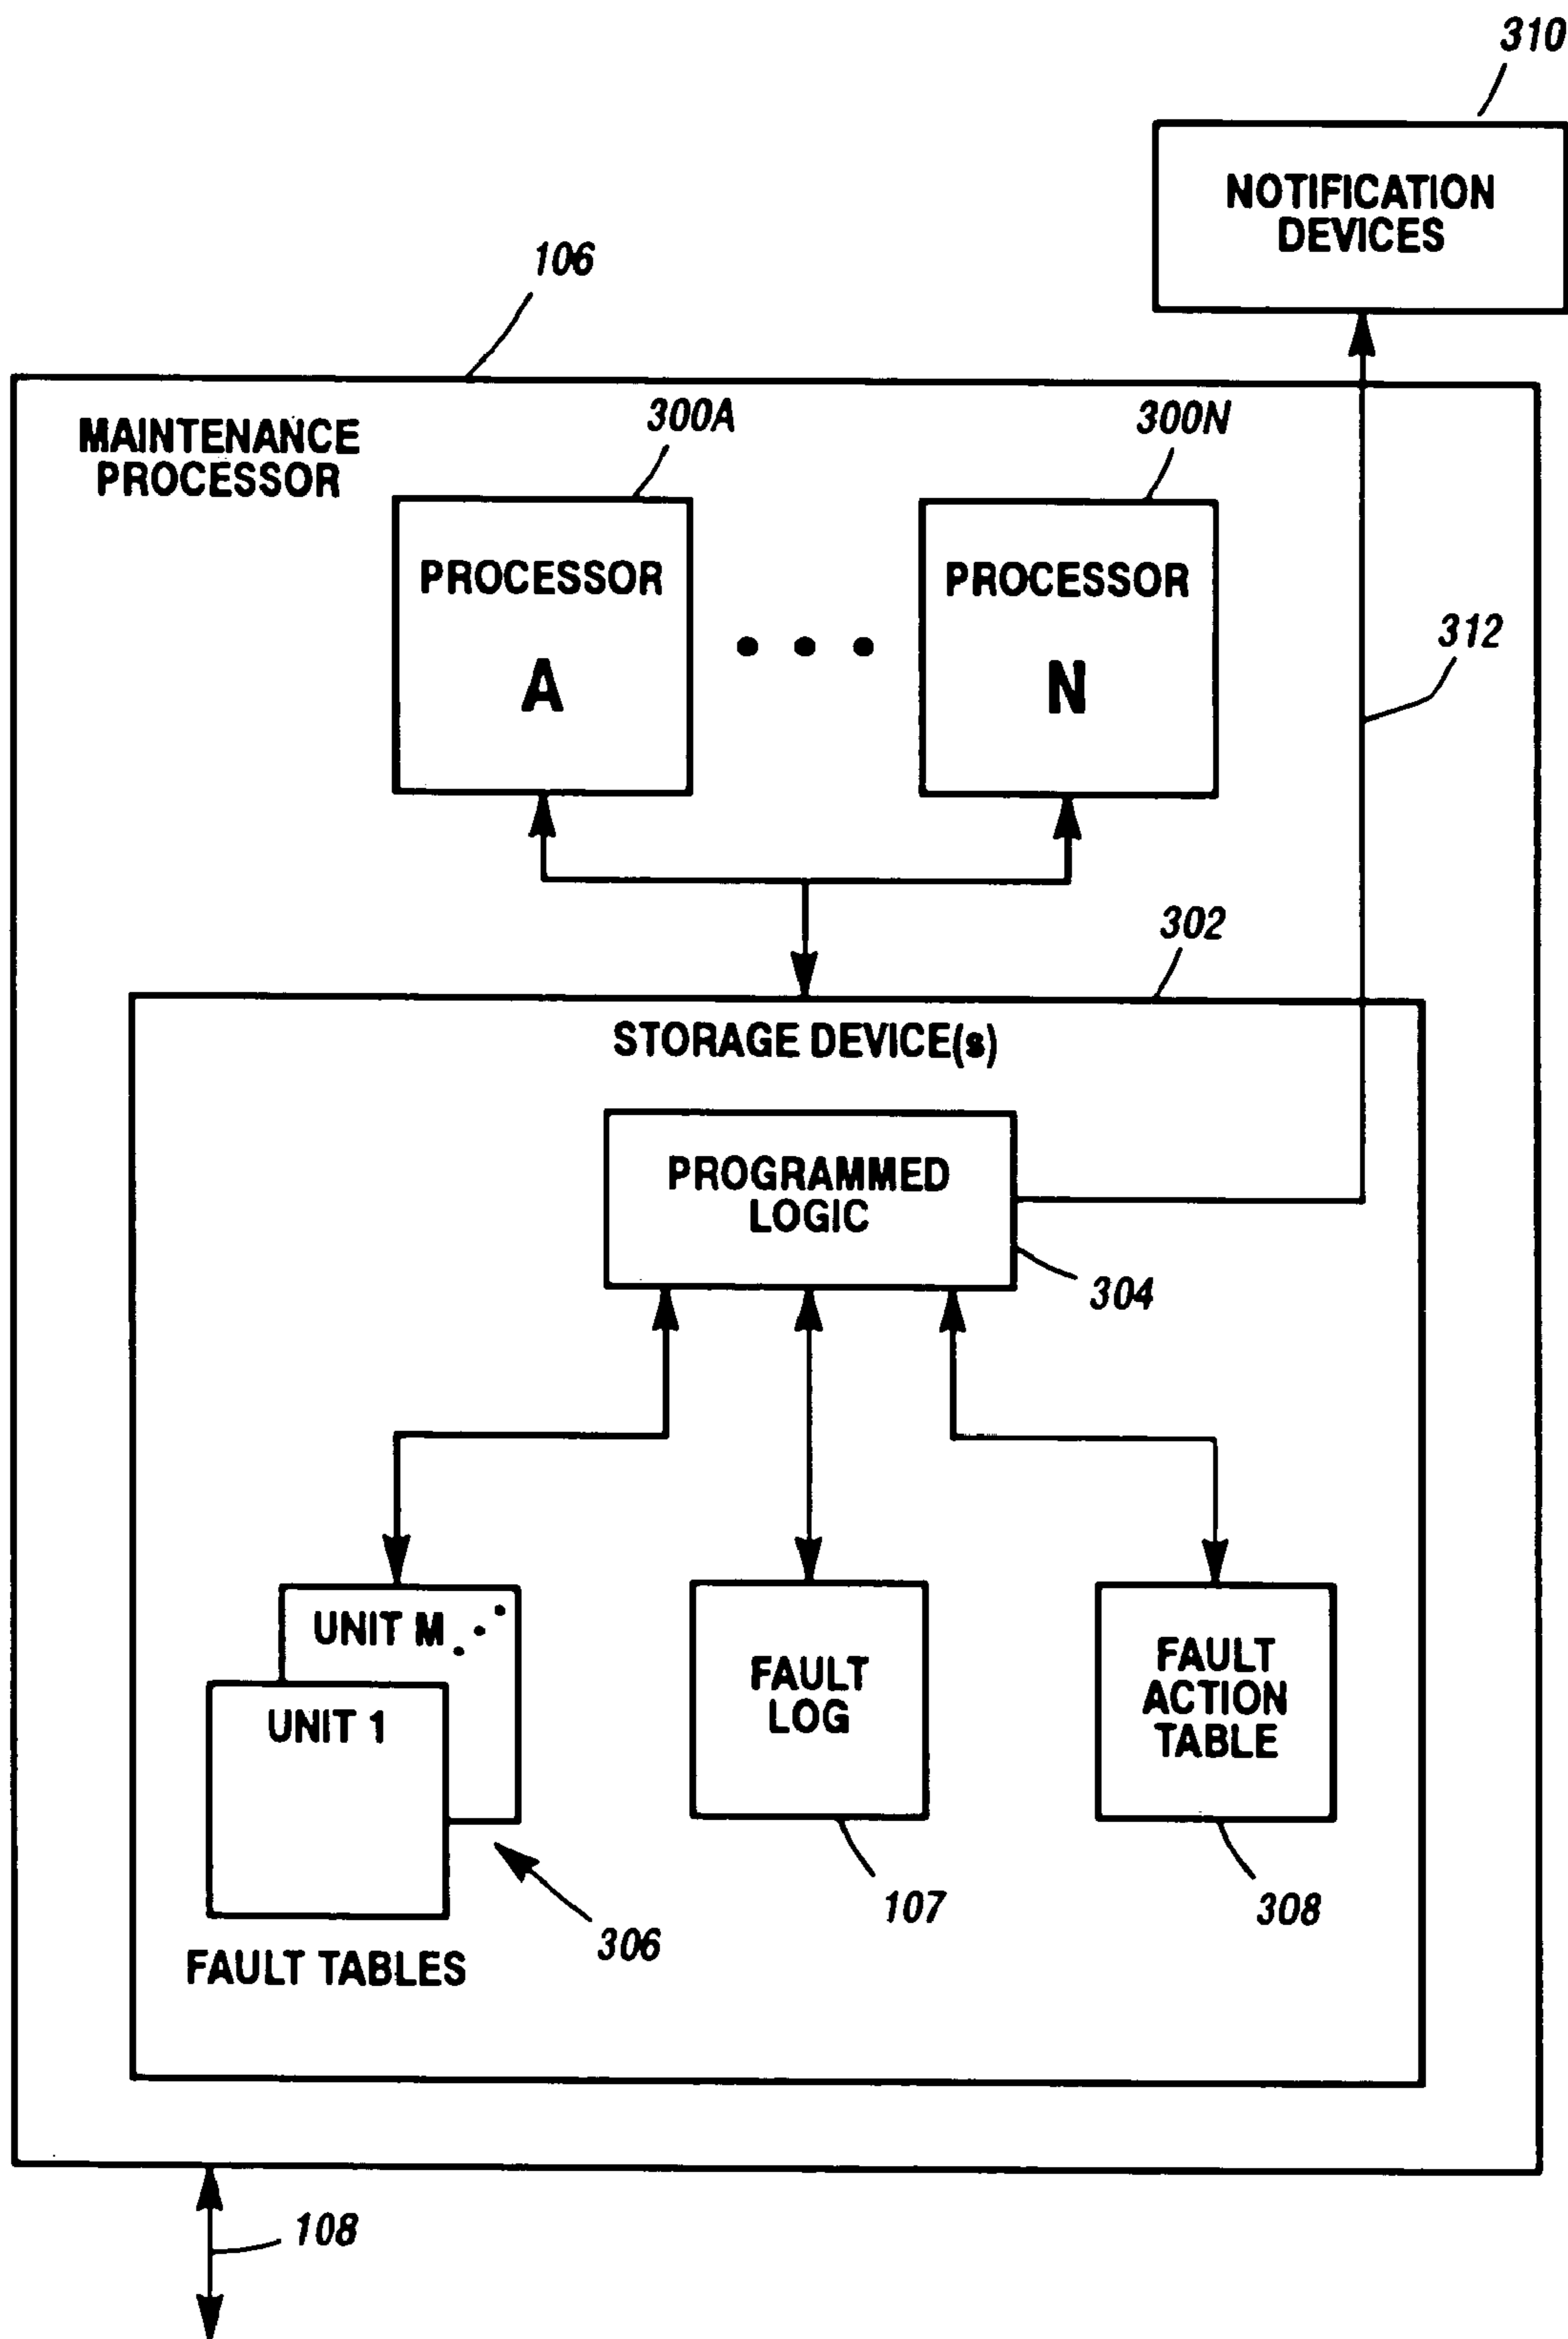 310
NOTIFICATION
DEVICES
106
MAINTENANCE
PROCESSOR
300A
300N
PROCESSOR
A
PROCESSOR
N
312
302
STORAGE DEVICE(s)
PROGRAMMED
LOGIC
304
UNIT M
UNIT 1
FAULT
LOG
FAULT
ACTION
TABLE
306
107
308
FAULT TABLES
108